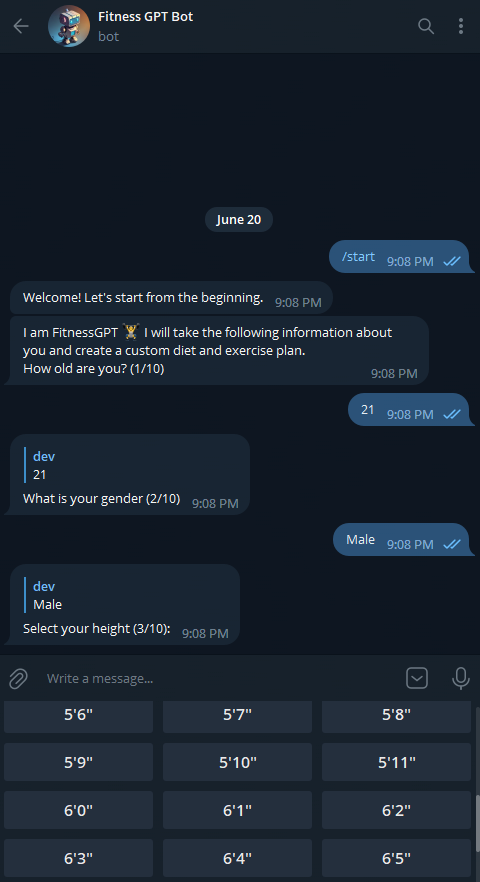 Fitness GPT Bot
bot
June 20
/start 9:08 PM
Welcome! Let's start from the beginning. 9:08 PM
I am FitnessGPT 🏋️ I will take the following information about
you and create a custom diet and exercise plan.
How old are you? (1/10) 9:08 PM
21 9:08 PM
dev
21
What is your gender (2/10) 9:08 PM
Male 9:08 PM
dev
Male
Select your height (3/10): 9:08 PM
Write a message...
5'6" 5'7" 5'8"
5'9" 5'10" 5'11"
6'0" 6'1" 6'2"
6'3" 6'4" 6'5"